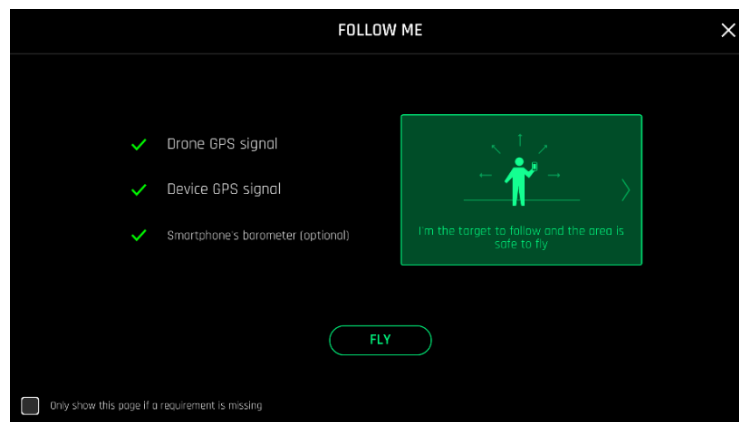 FOLLOW ME
Drone GPS signal
Device GPS signal
Smartphone's barometer (optional)
I'm the target to follow and the area is
safe to fly
FLY
Only show this page if a requirement is missing